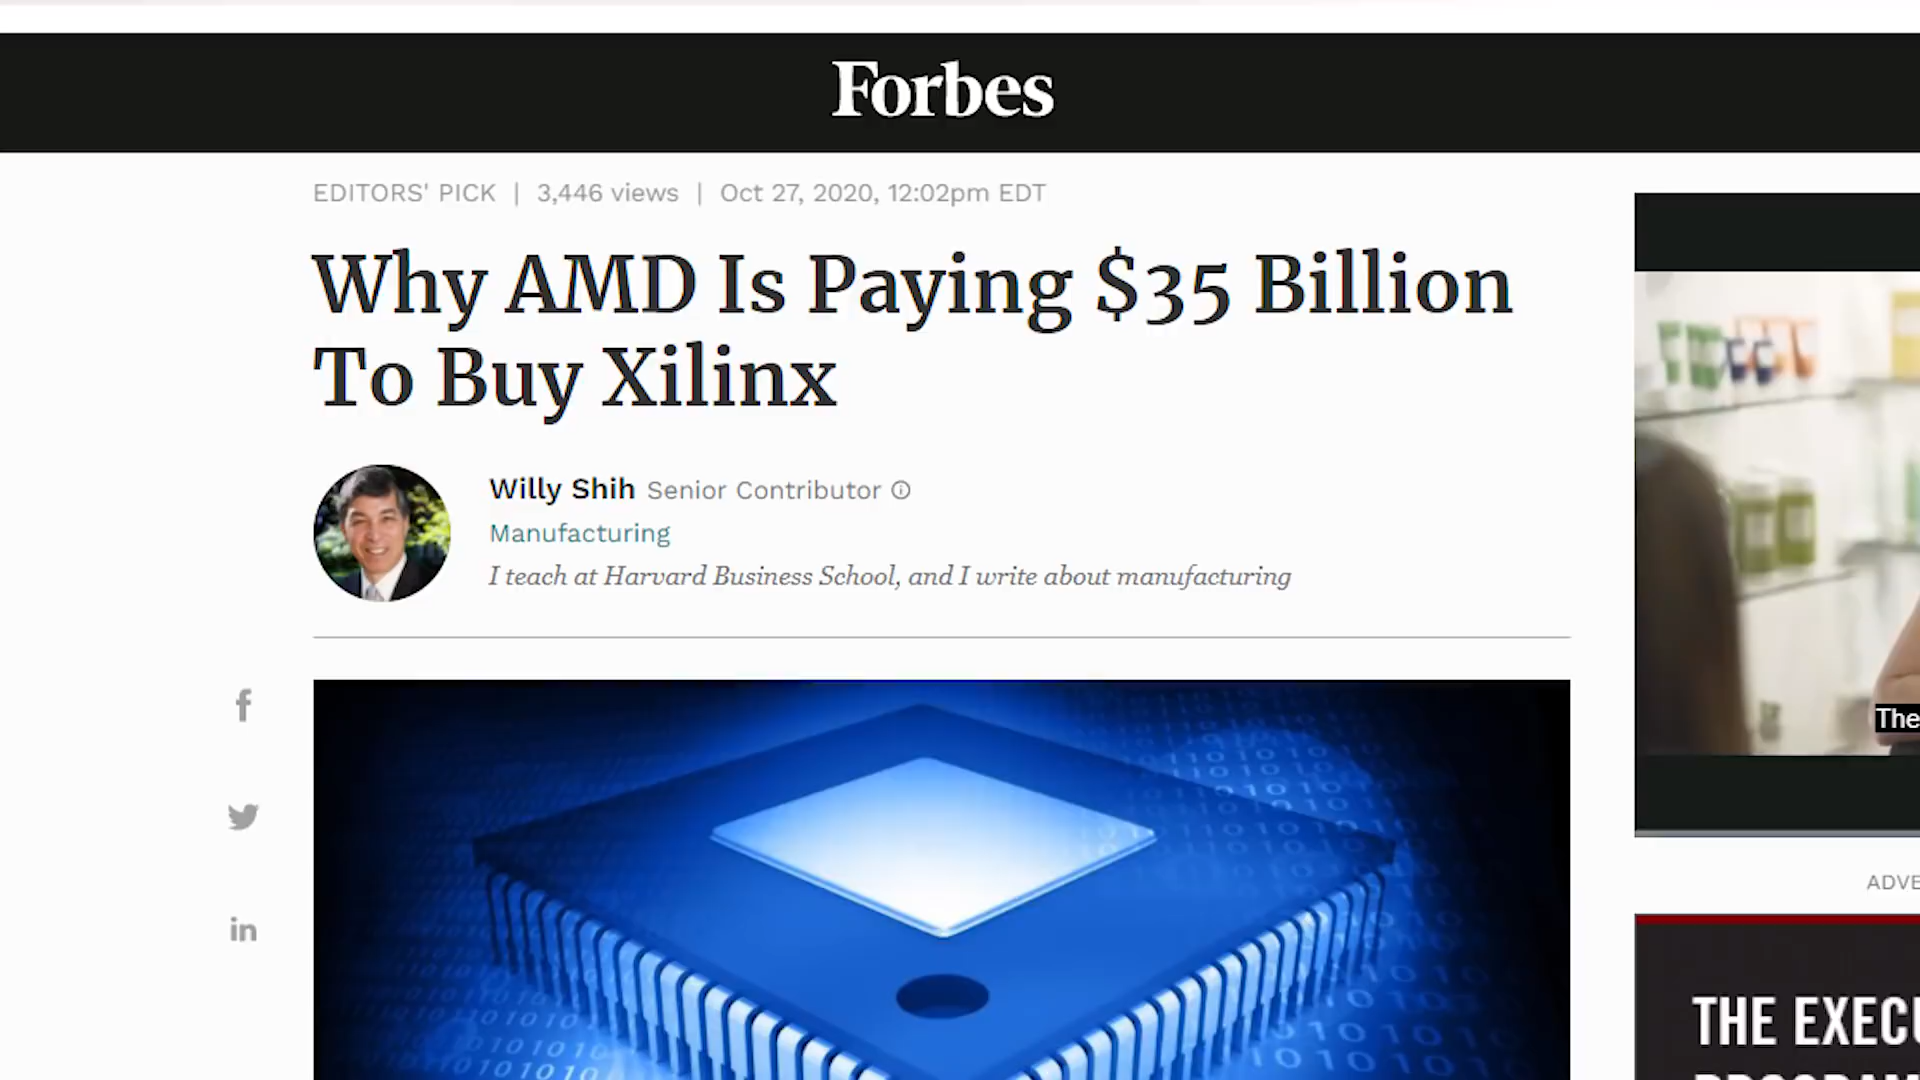 Forbes
EDITORS' PICK | 3,446 views | Oct 27, 2020, 12:02pm EDT
Why AMD Is Paying $35 Billion
To Buy Xilinx
Willy Shih Senior Contributor
Manufacturing
I teach at Harvard Business School, and I write about manufacturing
f
in
The
ADVE
THE EXECU